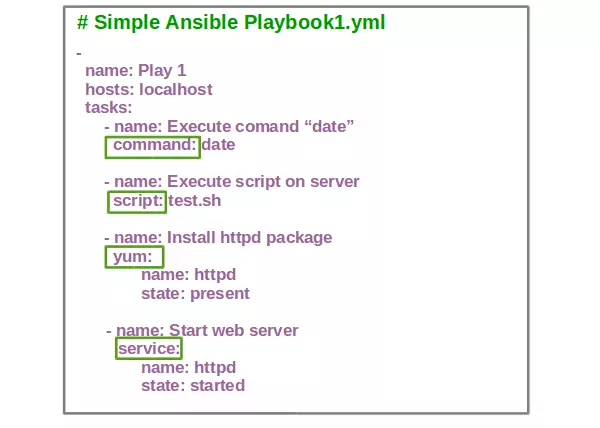 # Simple Ansible Playbook1.yml
-
name: Play 1
hosts: localhost
tasks:
- name: Execute comand “date”
command: date
- name: Execute script on server
script: test.sh
- name: Install httpd package
yum:
name: httpd
state: present
- name: Start web server
service:
name: httpd
state: started